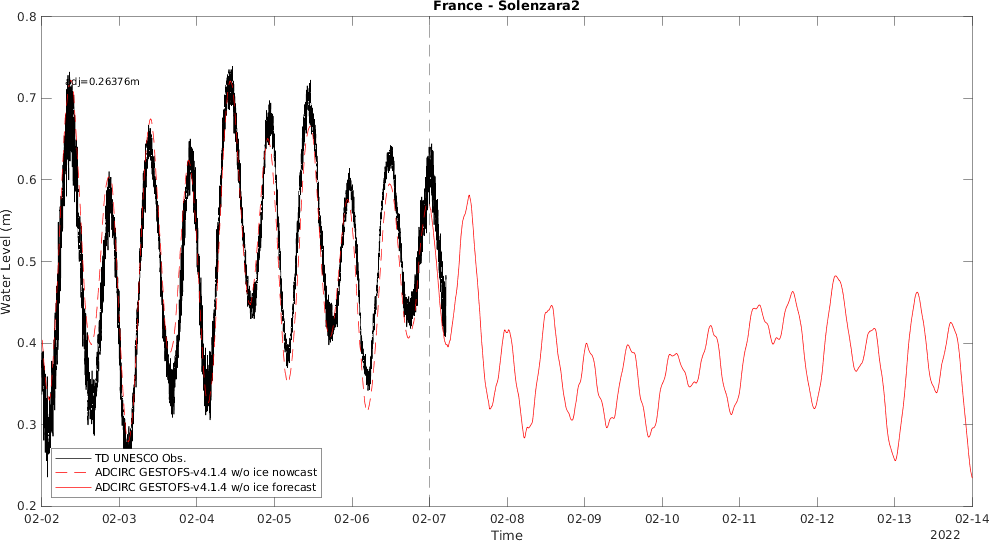 France - Solenzara2
0.8
0.7
0.6
0.5
0.4
0.3
0.2
Water Level (m)
adj=0.26376m
TD UNESCO Obs.
ADCIRC GESTOFS-v4.1.4 w/o ice nowcast
ADCIRC GESTOFS-v4.1.4 w/o ice forecast
02-02 02-03 02-04 02-05 02-06 02-07 02-08 02-09 02-10 02-11 02-12 02-13 02-14
Time
2022